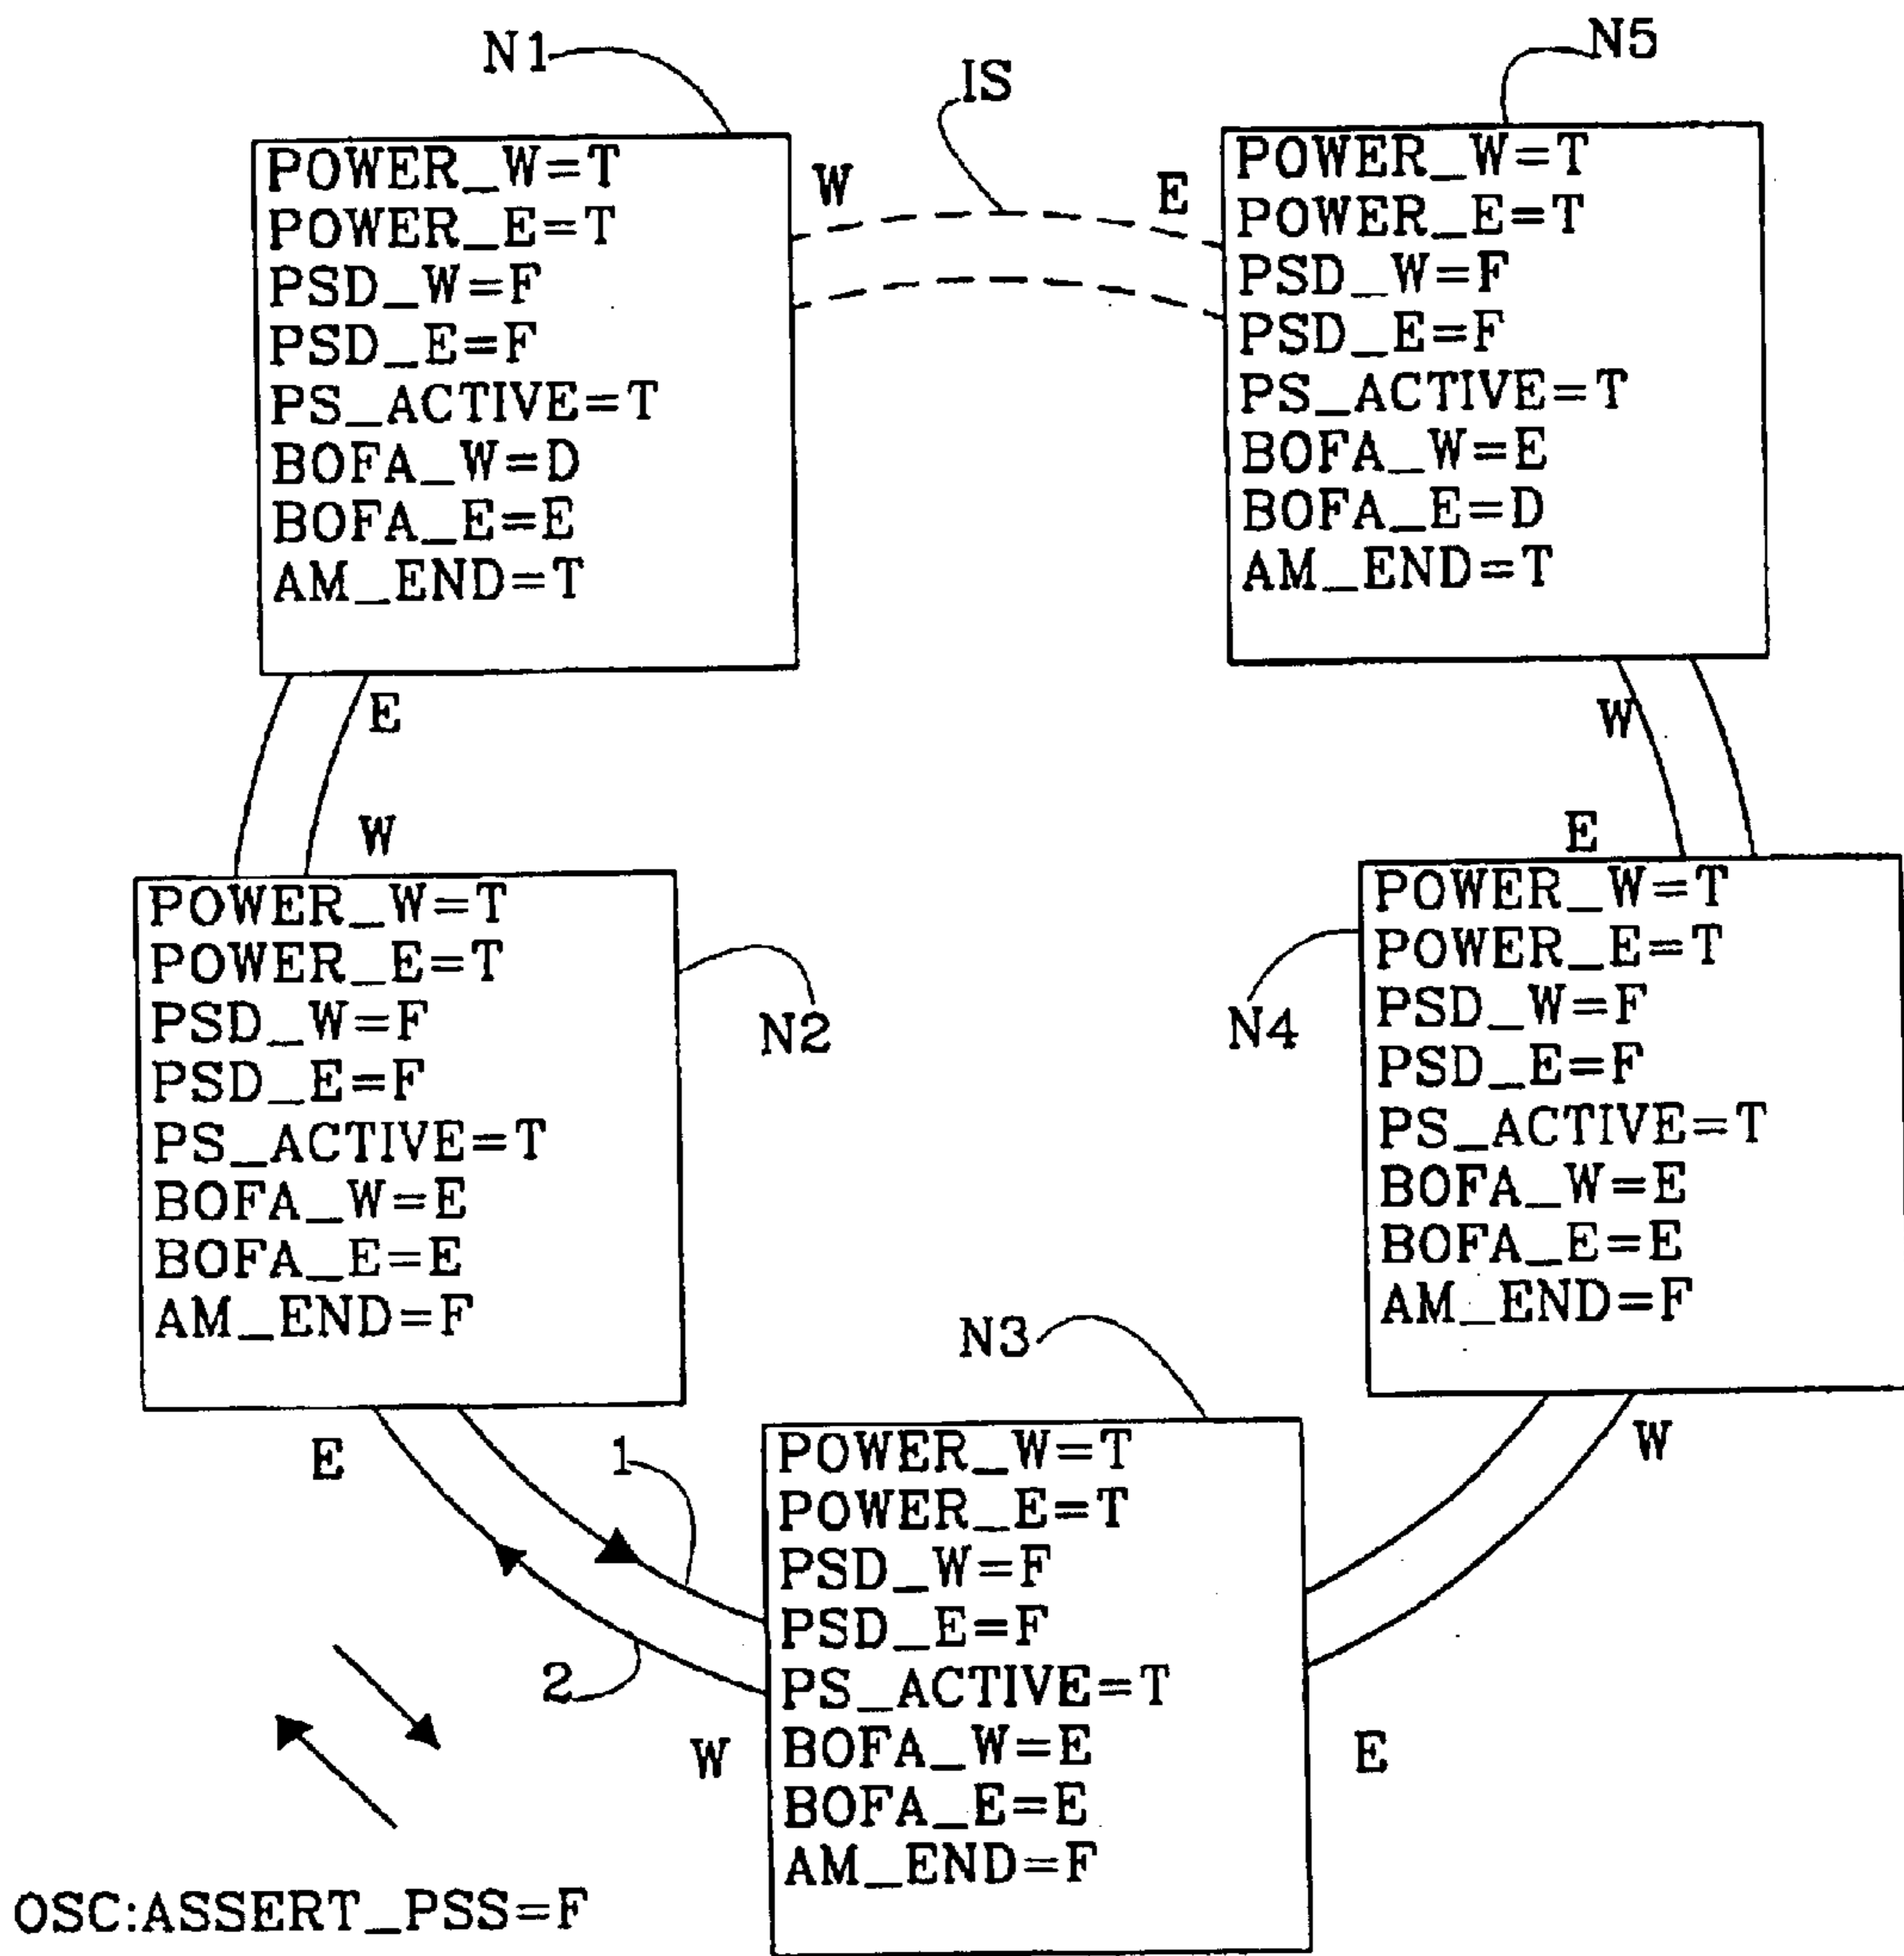 N1
N5
IS
POWER_W=T
POWER_E=T
PSD_W=F
PSD_E=F
PS_ACTIVE=T
BOFA_W=D
BOFA_E=E
AM_END=T
W
E
POWER_W=T
POWER_E=T
PSD_W=F
PSD_E=F
PS_ACTIVE=T
BOFA_W=E
BOFA_E=D
AM_END=T
E
W
W
E
POWER_W=T
POWER_E=T
PSD_W=F
PSD_E=F
PS_ACTIVE=T
BOFA_W=E
BOFA_E=E
AM_END=F
N2
N4
POWER_W=T
POWER_E=T
PSD_W=F
PSD_E=F
PS_ACTIVE=T
BOFA_W=E
BOFA_E=E
AM_END=F
N3
E
1
W
POWER_W=T
POWER_E=T
PSD_W=F
PSD_E=F
PS_ACTIVE=T
BOFA_W=E
BOFA_E=E
AM_END=F
2
W
E
OSC:ASSERT_PSS=F